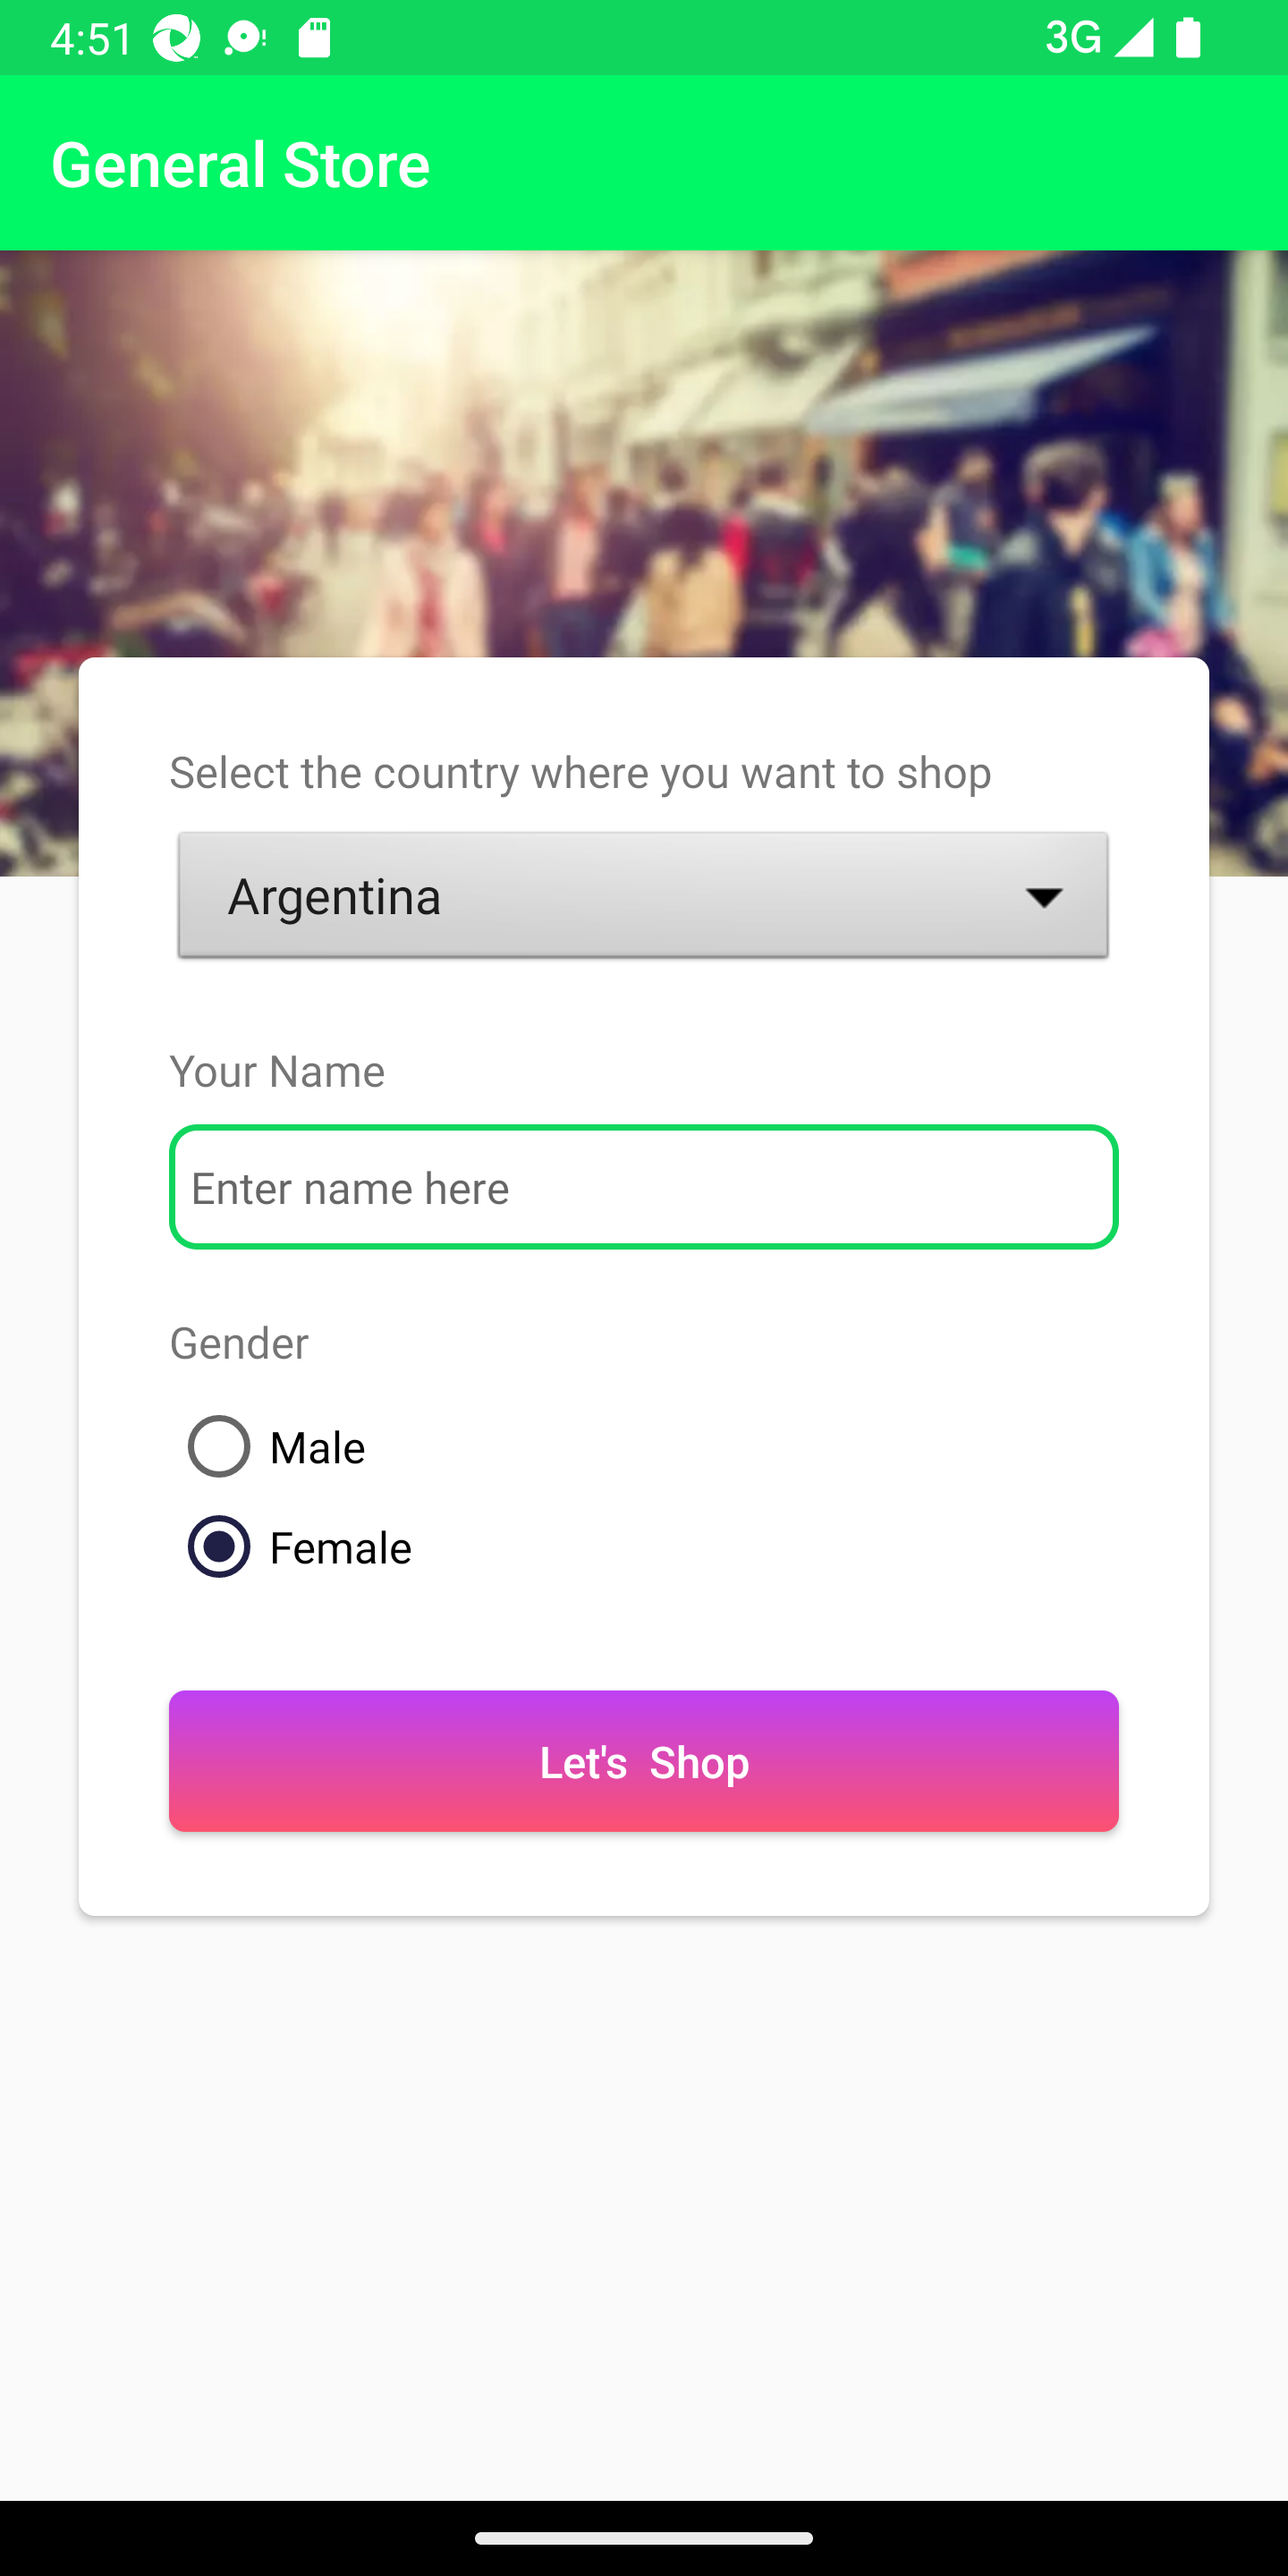 4:51
3G
General Store
Select the country where you want to shop
Argentina
Your Name
Enter name here
Gender
Male
Female
Let's  Shop